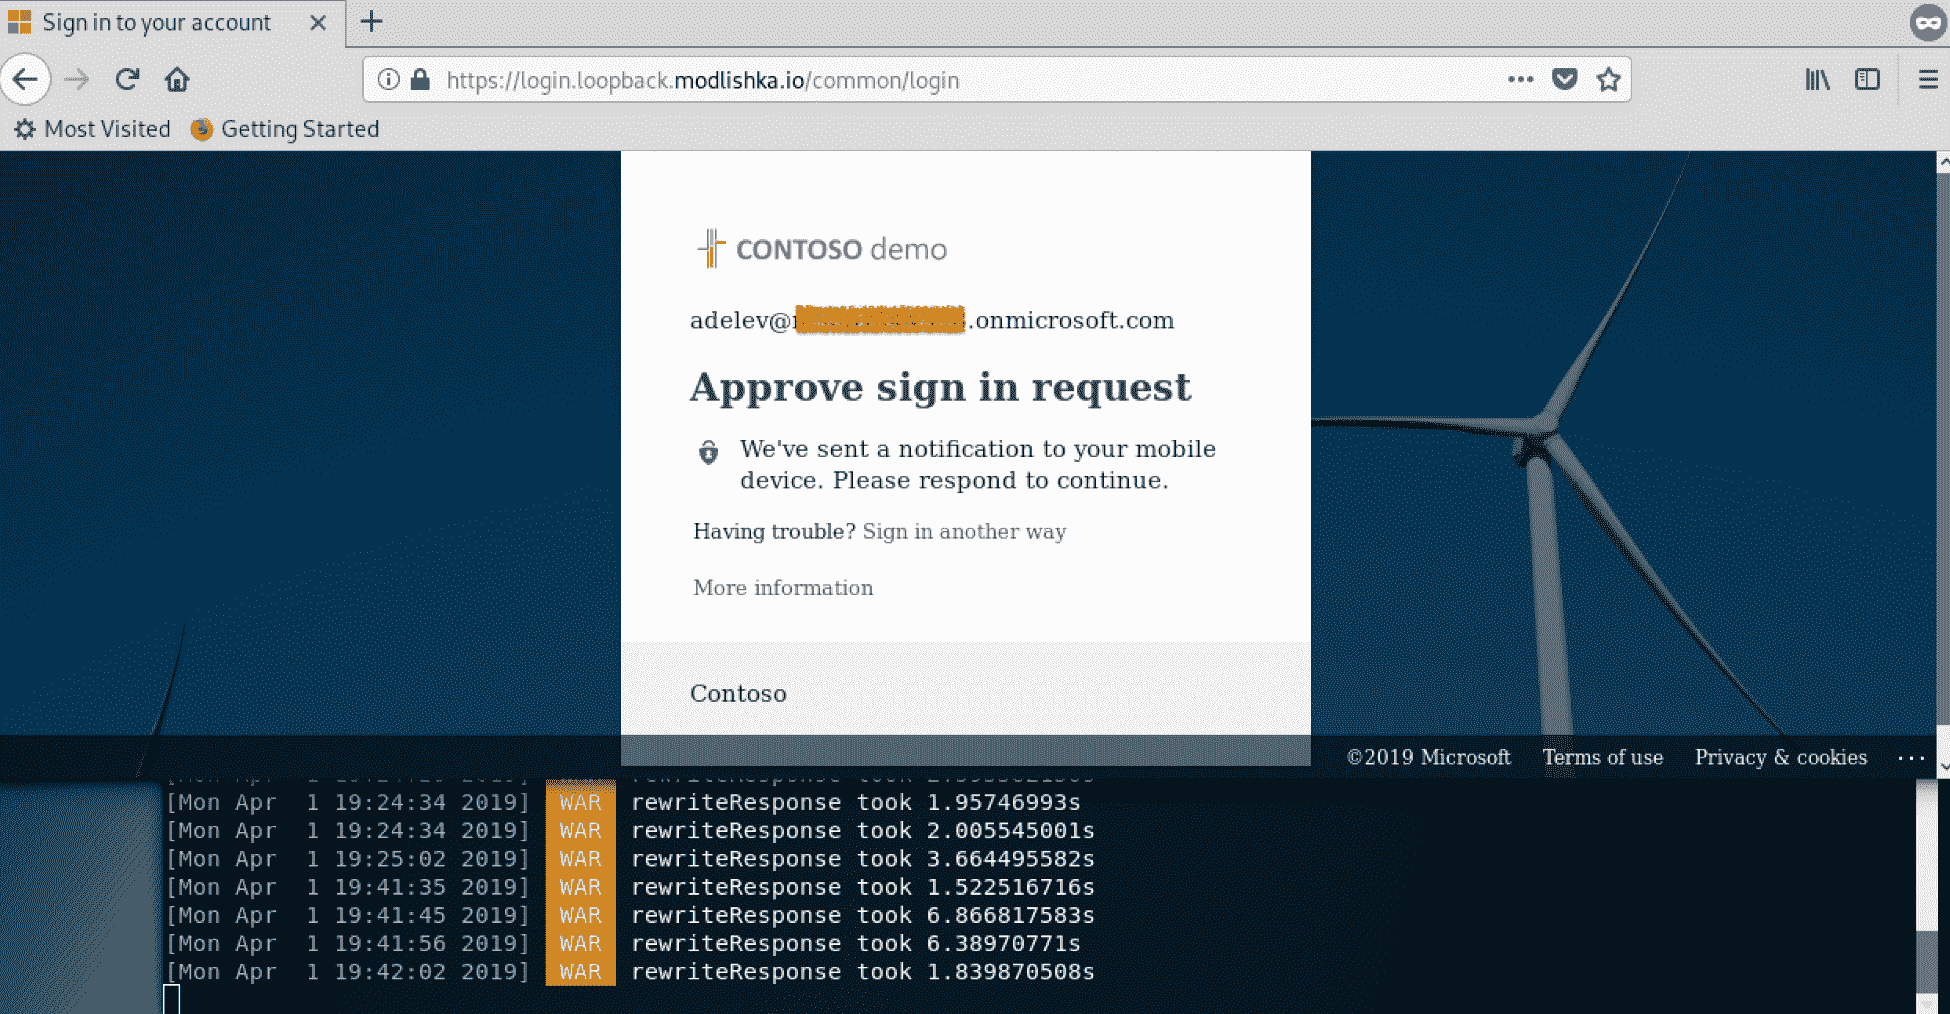 Sign in to your account
https://login.loopback.modlishka.io/common/login
Most Visited Getting Started
CONTOSO demo
adelev@ .onmicrosoft.com
Approve sign in request
We've sent a notification to your mobile
device. Please respond to continue.
Having trouble? Sign in another way
More information
Contoso
©2019 Microsoft Terms of use Privacy & cookies ...
[Mon Apr 1 19:24:34 2019] WAR rewriteResponse took 1.95746993s
[Mon Apr 1 19:24:34 2019] WAR rewriteResponse took 2.005545001s
[Mon Apr 1 19:25:02 2019] WAR rewriteResponse took 3.664495582s
[Mon Apr 1 19:41:35 2019] WAR rewriteResponse took 1.522516716s
[Mon Apr 1 19:41:45 2019] WAR rewriteResponse took 6.866817583s
[Mon Apr 1 19:41:56 2019] WAR rewriteResponse took 6.38970771s
[Mon Apr 1 19:42:02 2019] WAR rewriteResponse took 1.839870508s